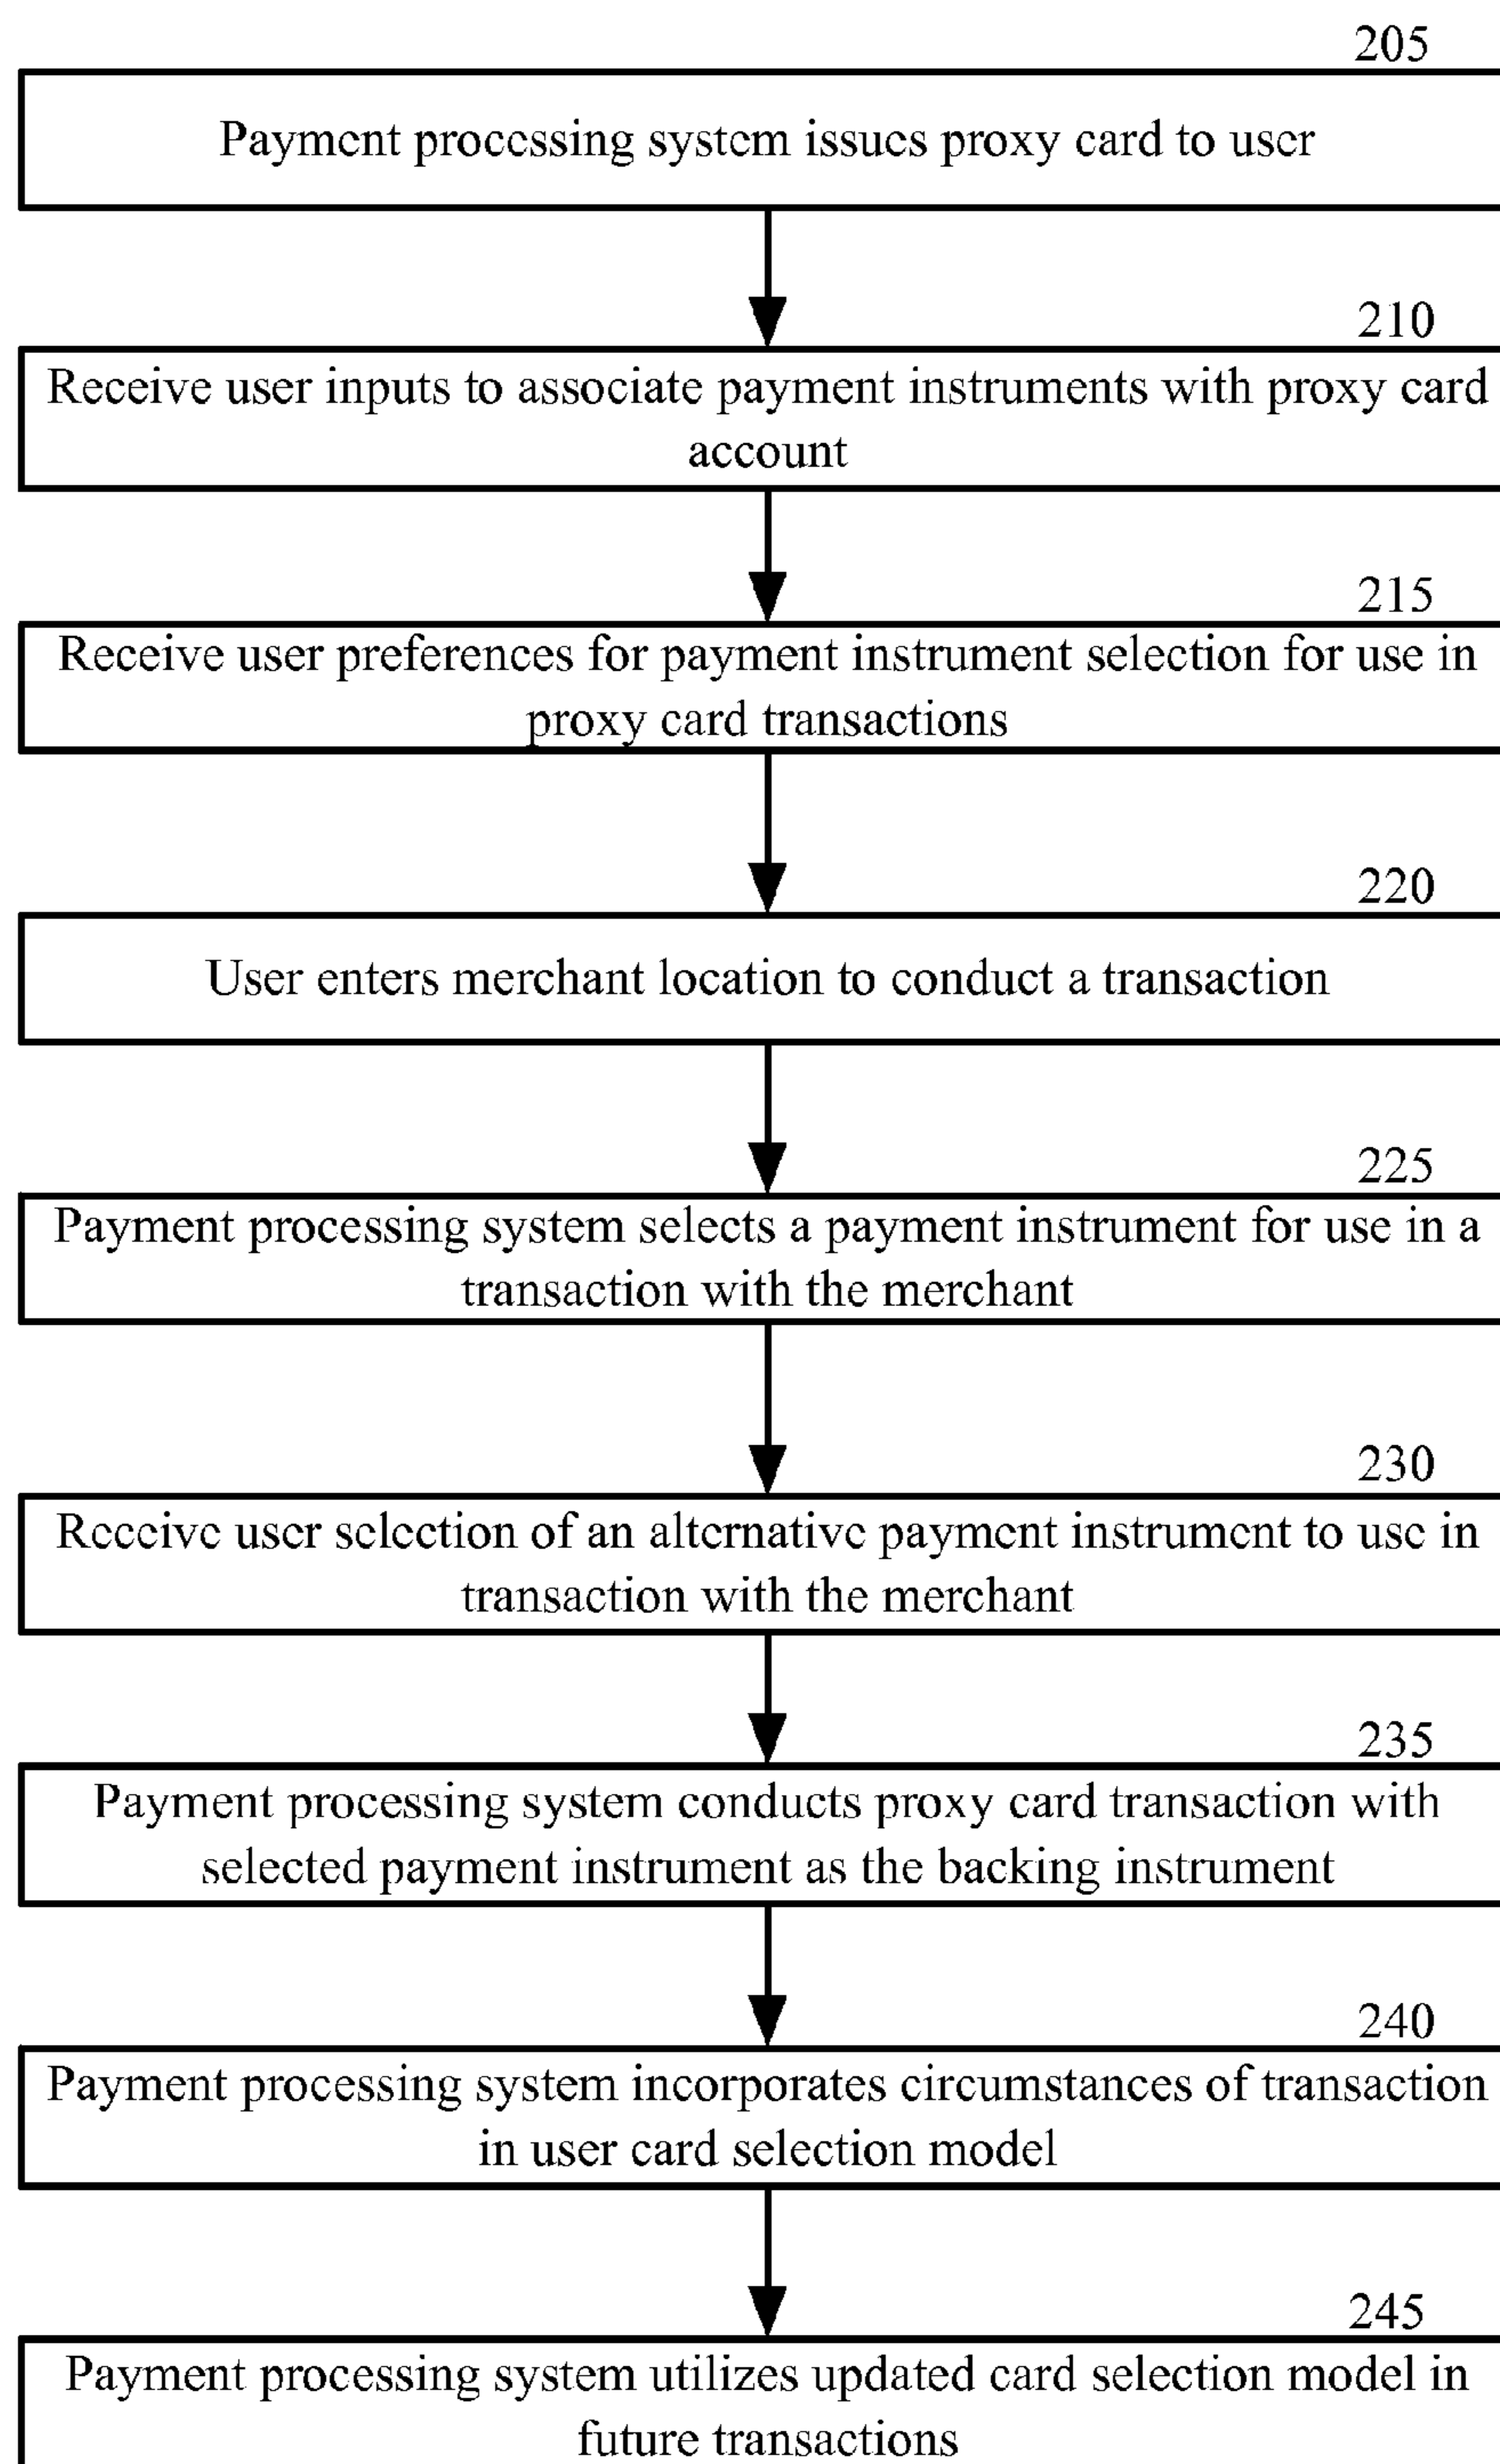 205
Payment processing system issues proxy card to user
210
Receive user inputs to associate payment instruments with proxy card
account
215
Receive user preferences for payment instrument selection for use in
proxy card transactions
220
User enters merchant location to conduct a transaction
225
Payment processing system selects a payment instrument for use in a
transaction with the merchant
230
Receive user selection of an alternative payment instrument to use in
transaction with the merchant
235
Payment processing system conducts proxy card transaction with
selected payment instrument as the backing instrument
240
Payment processing system incorporates circumstances of transaction
in user card selection model
245
Payment processing system utilizes updated card selection model in
future transactions